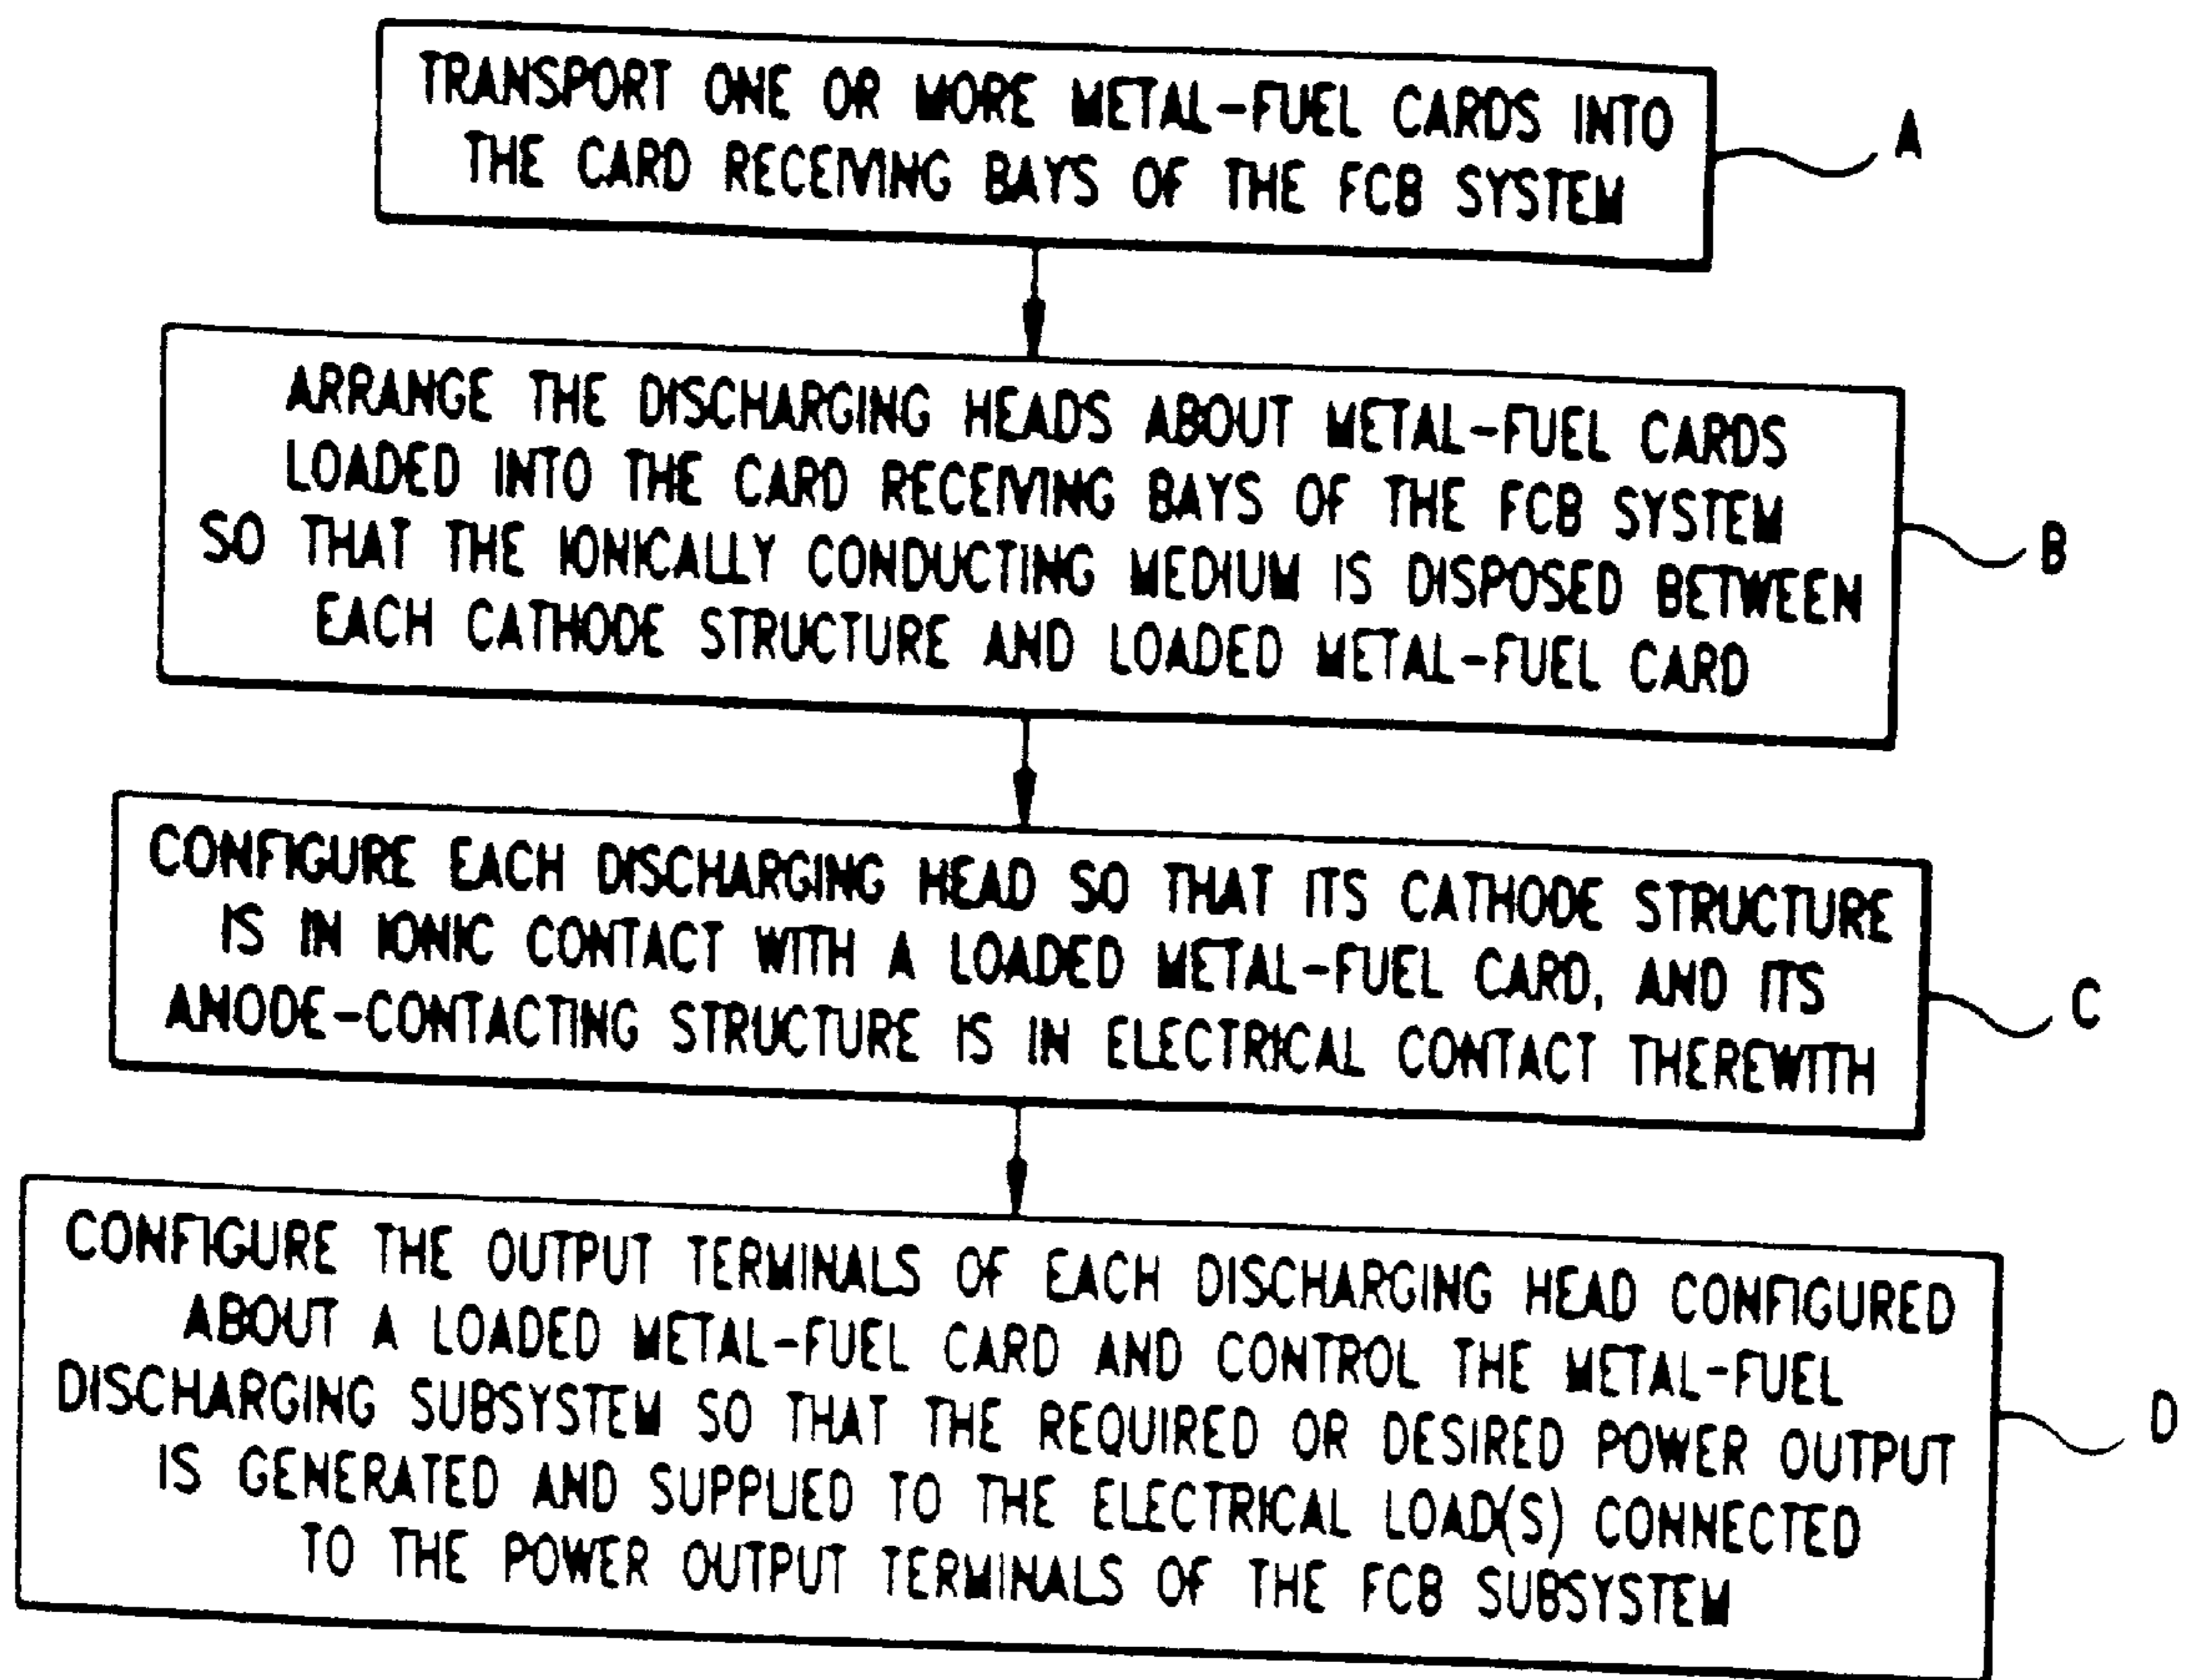 TRANSPORT ONE OR MORE METAL-FUEL CARDS INTO
THE CARD RECEIVING BAYS OF THE FCB SYSTEM
A
ARRANGE THE DISCHARGING HEADS ABOUT METAL-FUEL CARDS
LOADED INTO THE CARD RECEIVING BAYS OF THE FCB SYSTEM
SO THAT THE IONICALLY CONDUCTING MEDIUM IS DISPOSED BETWEEN
EACH CATHODE STRUCTURE AND LOADED METAL-FUEL CARD
B
CONFIGURE EACH DISCHARGING HEAD SO THAT ITS CATHODE STRUCTURE
IS IN IONIC CONTACT WITH A LOADED METAL-FUEL CARD, AND ITS
ANODE-CONTACTING STRUCTURE IS IN ELECTRICAL CONTACT THEREWITH
C
CONFIGURE THE OUTPUT TERMINALS OF EACH DISCHARGING HEAD CONFIGURED
ABOUT A LOADED METAL-FUEL CARD AND CONTROL THE METAL-FUEL
DISCHARGING SUBSYSTEM SO THAT THE REQUIRED OR DESIRED POWER OUTPUT
IS GENERATED AND SUPPLIED TO THE ELECTRICAL LOAD(S) CONNECTED
TO THE POWER OUTPUT TERMINALS OF THE FCB SUBSYSTEM
D